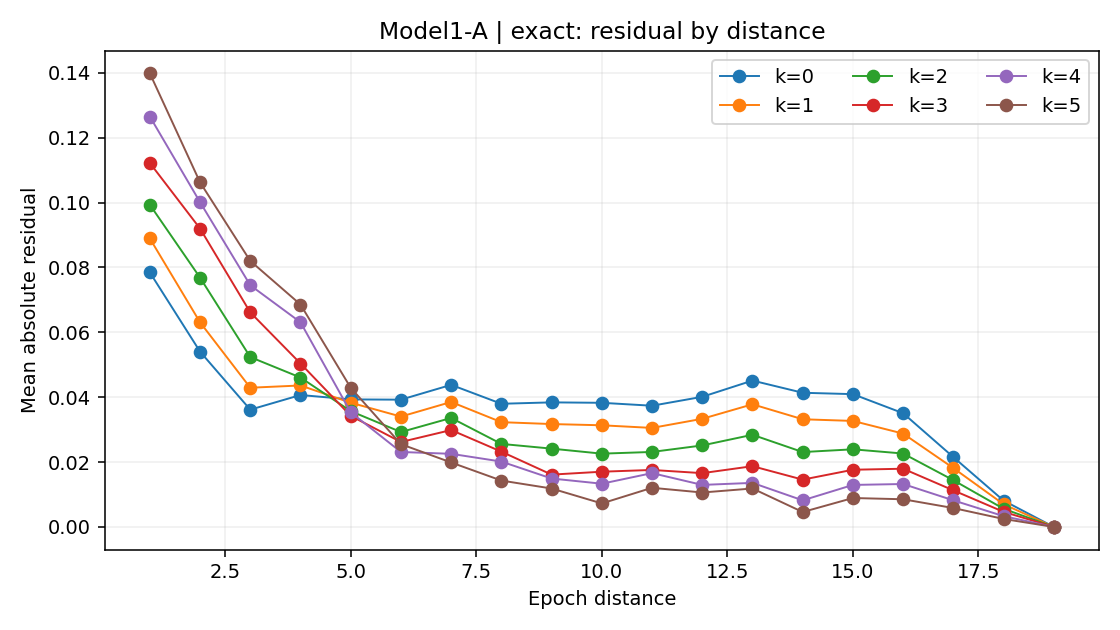 Model1-A | exact: residual by distance
k=0 k=2 k=4
k=1 k=3 k=5
Mean absolute residual
0.14
0.12
0.10
0.08
0.06
0.04
0.02
0.00
2.5 5.0 7.5 10.0 12.5 15.0 17.5
Epoch distance